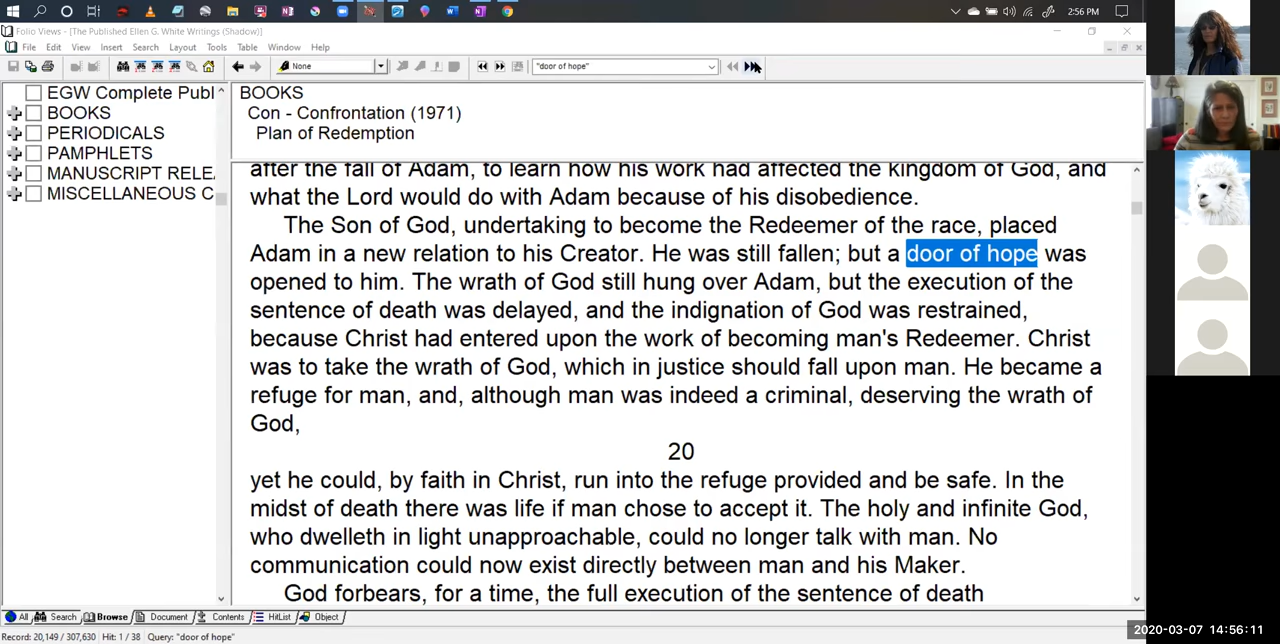 2:56 PM
Folio Views - [The Published Ellen G. White Writings (Shadow)]
File Edit View Insert Search Layout Tools Table Window Help
None
"door of hope"
EGW Complete Publ
BOOKS
PERIODICALS
PAMPHLETS
MANUSCRIPT RELE
MISCELLANEOUS C
BOOKS
Con - Confrontation (1971)
Plan of Redemption
after the fall of Adam, to learn how his work had affected the kingdom of God, and
what the Lord would do with Adam because of his disobedience.
The Son of God, undertaking to become the Redeemer of the race, placed
Adam in a new relation to his Creator. He was still fallen; but a door of hope was
opened to him. The wrath of God still hung over Adam, but the execution of the
sentence of death was delayed, and the indignation of God was restrained,
because Christ had entered upon the work of becoming man's Redeemer. Christ
was to take the wrath of God, which in justice should fall upon man. He became a
refuge for man, and, although man was indeed a criminal, deserving the wrath of
God,
20
yet he could, by faith in Christ, run into the refuge provided and be safe. In the
midst of death there was life if man chose to accept it. The holy and infinite God,
who dwelleth in light unapproachable, could no longer talk with man. No
communication could now exist directly between man and his Maker.
God forbears, for a time, the full execution of the sentence of death
All Search Browse Document Contents HitList Object
Record: 20,149 / 307,630 Hit: 1 / 38 Query: "door of hope"
2020-03-07 14:56:11